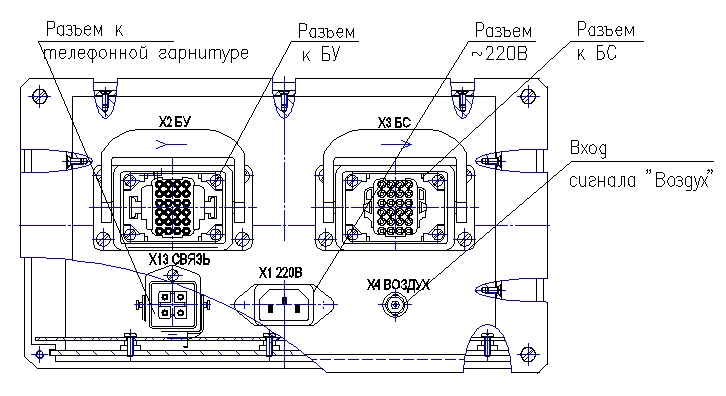 Разъем к
телефонной гарнитуре
Разъем
к БУ
Разъем
~220В
Разъем
к БС
X2 БУ
X3 БС
Вход
сигнала "Воздух"
X13 СВЯЗЬ
X1 220В
X4 ВОЗДУХ